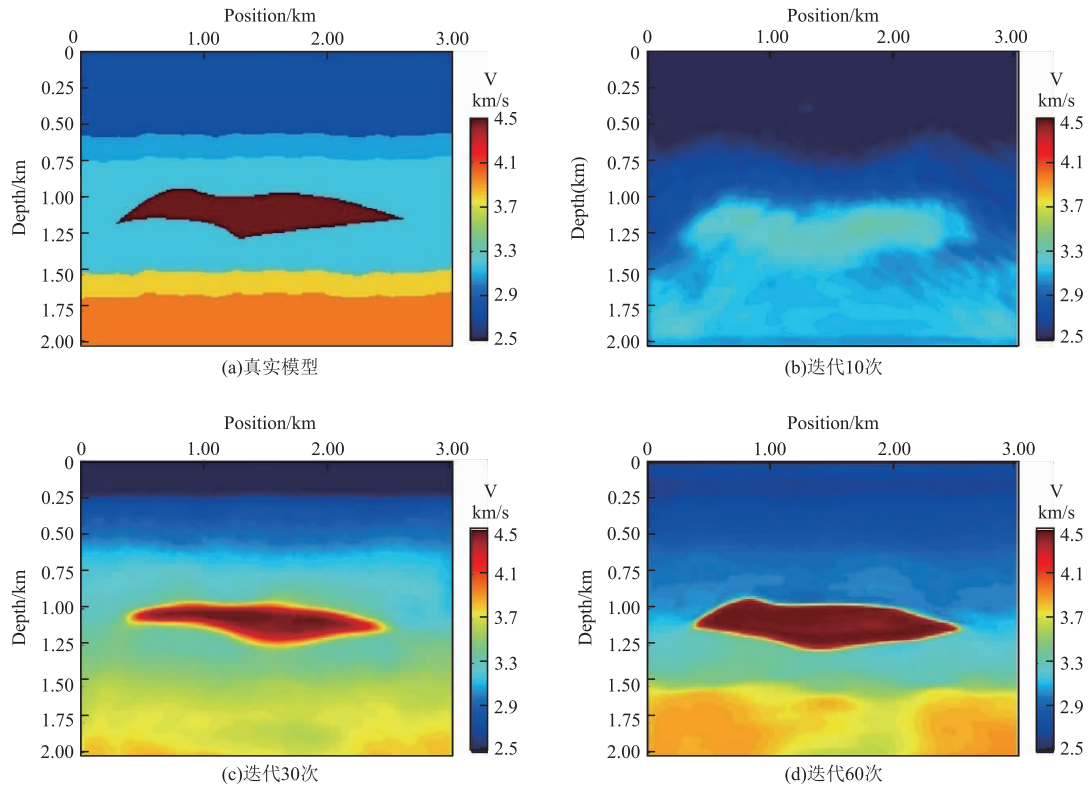 Position/km
0 1.00 2.00 3.00
0
0.25
0.50
0.75
1.00
1.25
1.50
1.75
2.00
Depth/km
V
km/s
4.5
4.1
3.7
3.3
2.9
2.5
(a)真实模型
Position/km
0 1.00 2.00 3.00
0
0.25
0.50
0.75
1.00
1.25
1.50
1.75
2.00
Depth(km)
V
km/s
4.5
4.1
3.7
3.3
2.9
2.5
(b)迭代10次
Position/km
0 1.00 2.00 3.00
0
0.25
0.50
0.75
1.00
1.25
1.50
1.75
2.00
Depth/km
V
km/s
4.5
4.1
3.7
3.3
2.9
2.5
(c)迭代30次
Position/km
0 1.00 2.00 3.00
0
0.25
0.50
0.75
1.00
1.25
1.50
1.75
2.00
Depth/km
V
km/s
4.5
4.1
3.7
3.3
2.9
2.5
(d)迭代60次